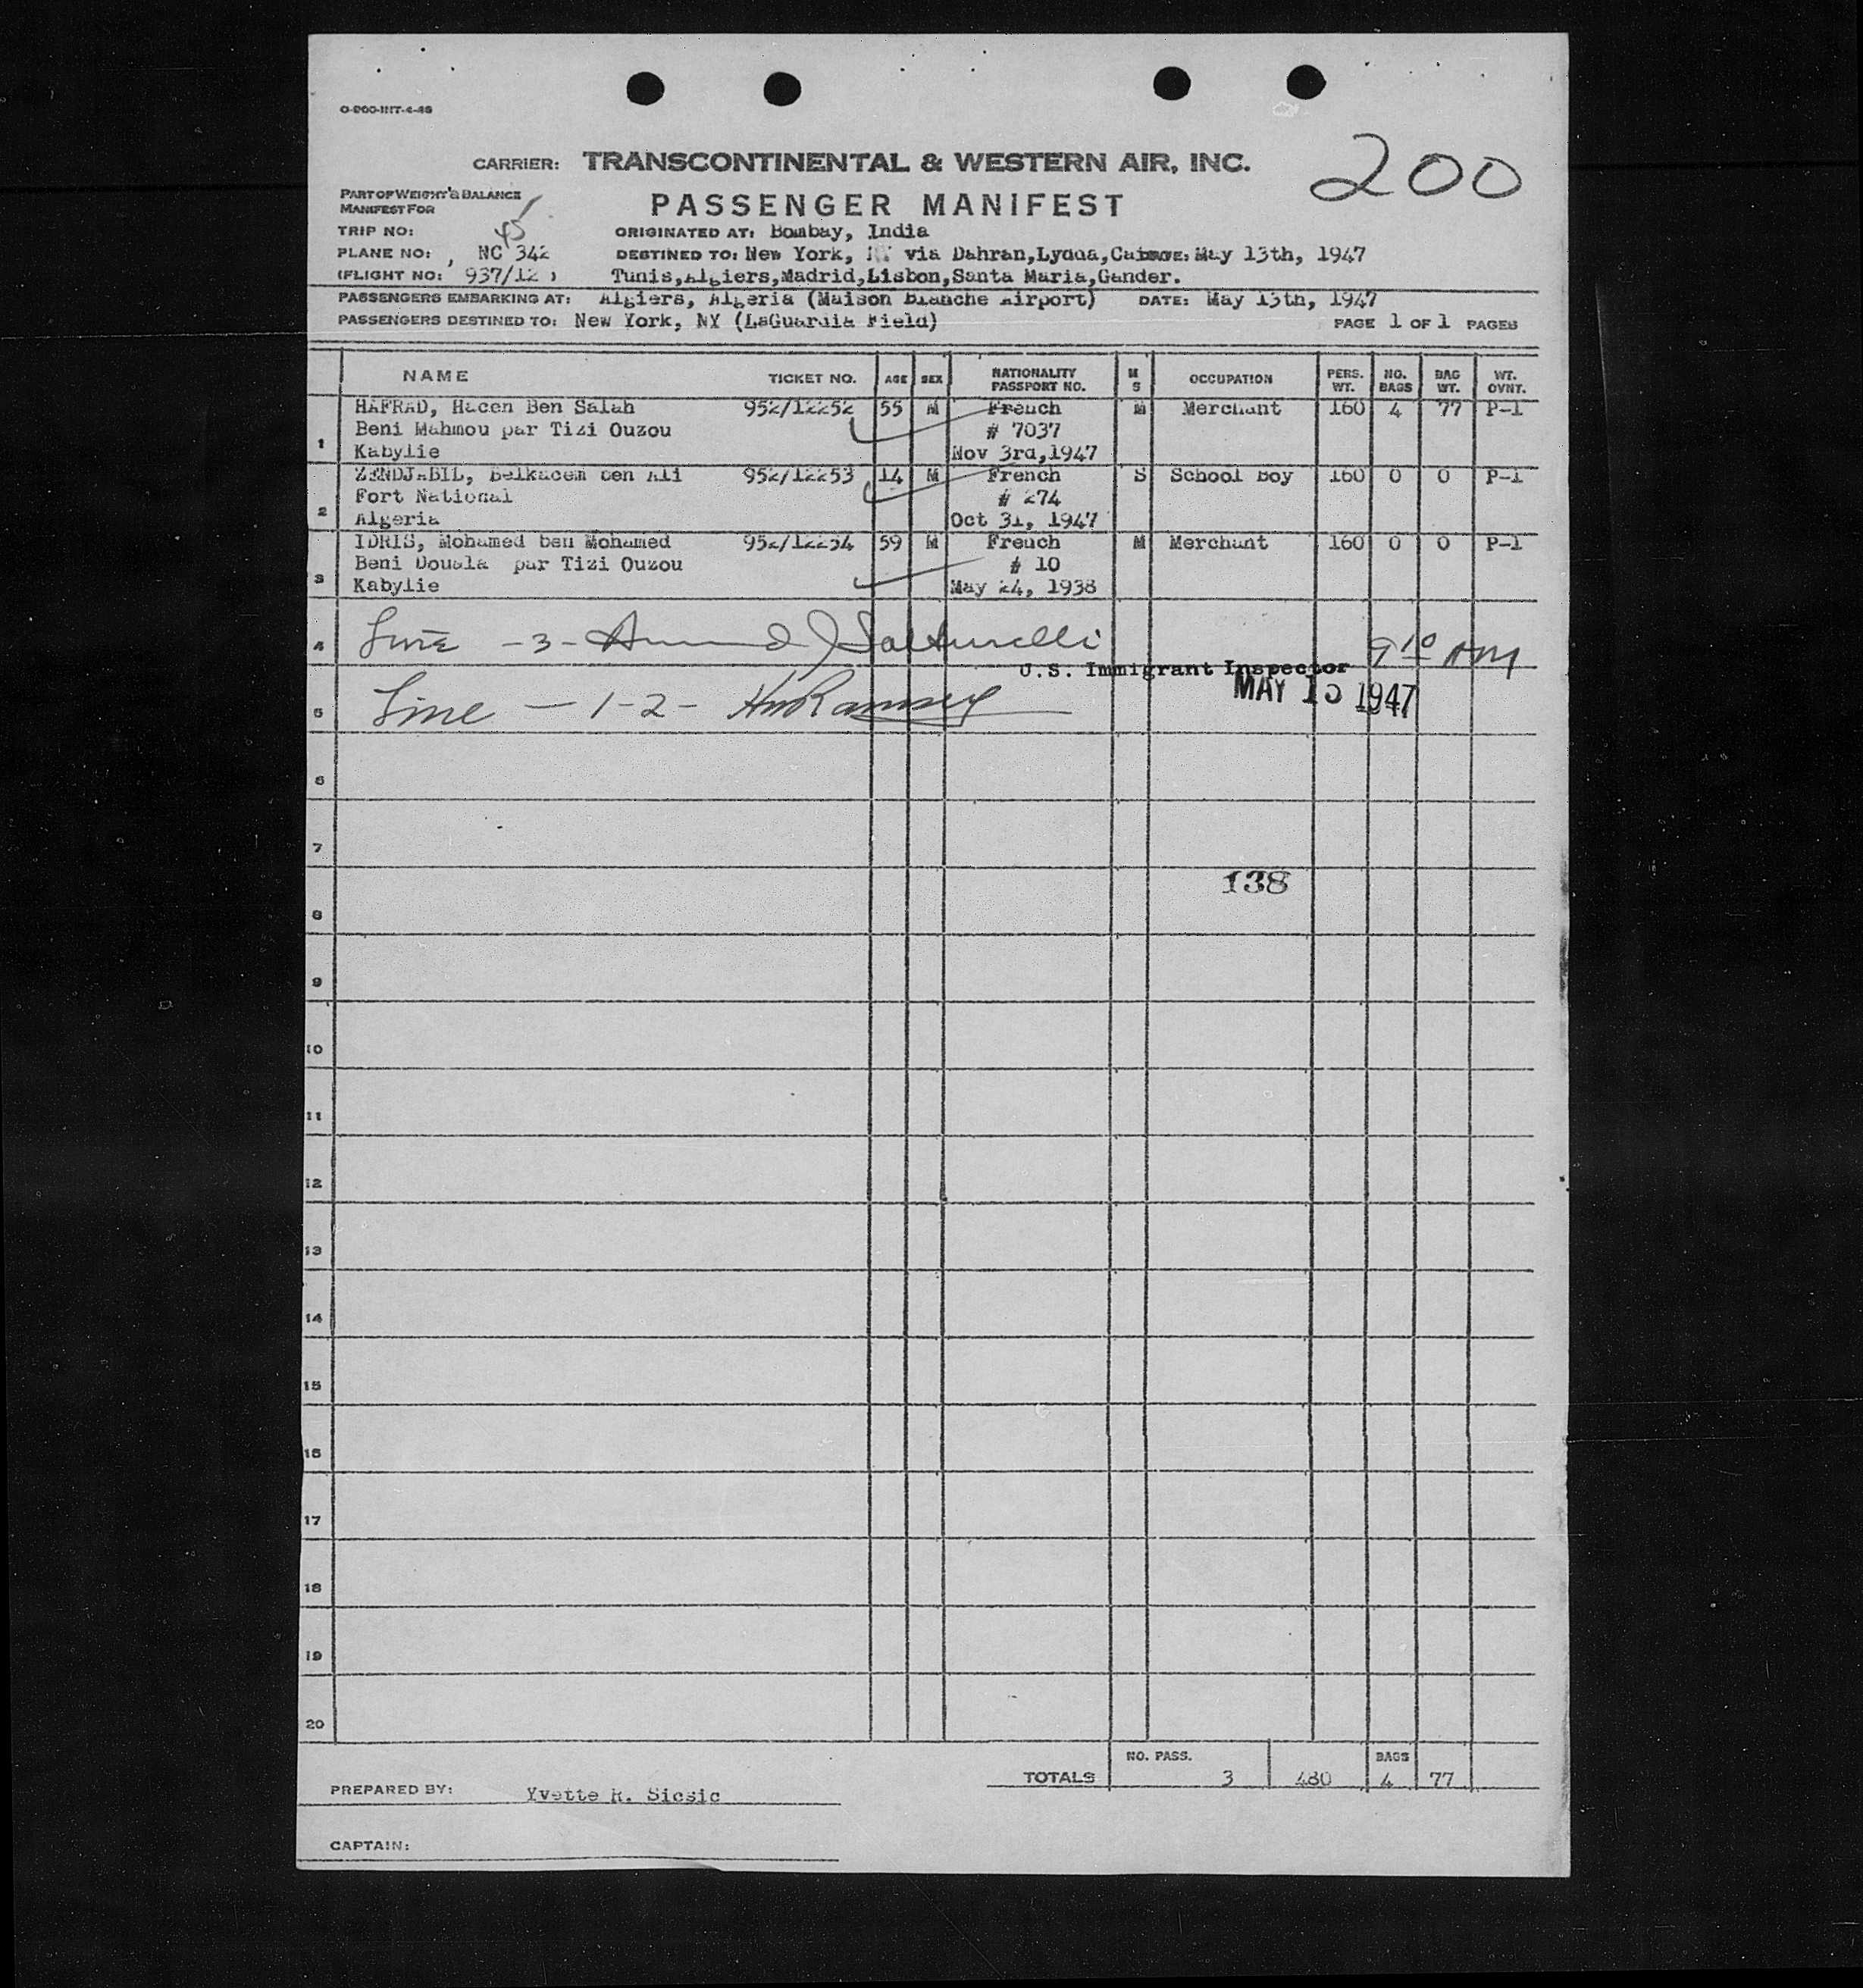 O-200-INT-4-46
200
CARRIER: TRANSCONTINENTAL & WESTERN AIR, INC.
PART OF WEIGHT & BALANCE
MANIFEST FOR
PASSENGER MANIFEST
TRIP NO: 45 ORIGINATED AT: Bombay, India
PLANE NO: NC 342 DESTINED TO: New York, via Dahran,Lydda, May 13th, 1947
(FLIGHT NO: 937/12 ) Tunis,Algiers,Madrid,Lisbon,Santa Maria,Gander.
PASSENGERS EMBARKING AT: Algiers, Algeria (Maison Blanche Airport) DATE: May 15th, 1947
PASSENGERS DESTINED TO: New York, NY (LaGuardia Field) PAGE 1 OF 1 PAGES
NAME TICKET NO. AGE SEX NATIONALITY PASSPORT NO. M S OCCUPATION PERS. WT. NO. BAGS BAG WT. WT. OVNT.
HAFRAD, Hacen Ben Salah 952/12252 55 M French M Merchant 160 4 77 P-1
Beni Mahmou par Tizi Ouzou # 7037
1 Kabylie Nov 3rd,1947
ZENDJABIL, Belkacem ben Ali 952/12253 14 M French S School Boy 160 0 0 P-1
Fort National # 274
2 Algeria Oct 31, 1947
IDRIS, Mohamed ben Mohamed 952/12254 59 M French M Merchant 160 0 0 P-1
Beni Douala par Tizi Ouzou # 10
3 Kabylie May 24, 1938
4 Line - 3 - 9 10 AM
U.S. Immigrant Inspector
MAY 15 1947
5 Line - 1-2- Ramsey
6
7
138
8
9
10
11
12
13
14
15
16
17
18
19
20
NO. PASS. BAGS
TOTALS 3 480 4 77
PREPARED BY: Yvette R. Sicsic
CAPTAIN: